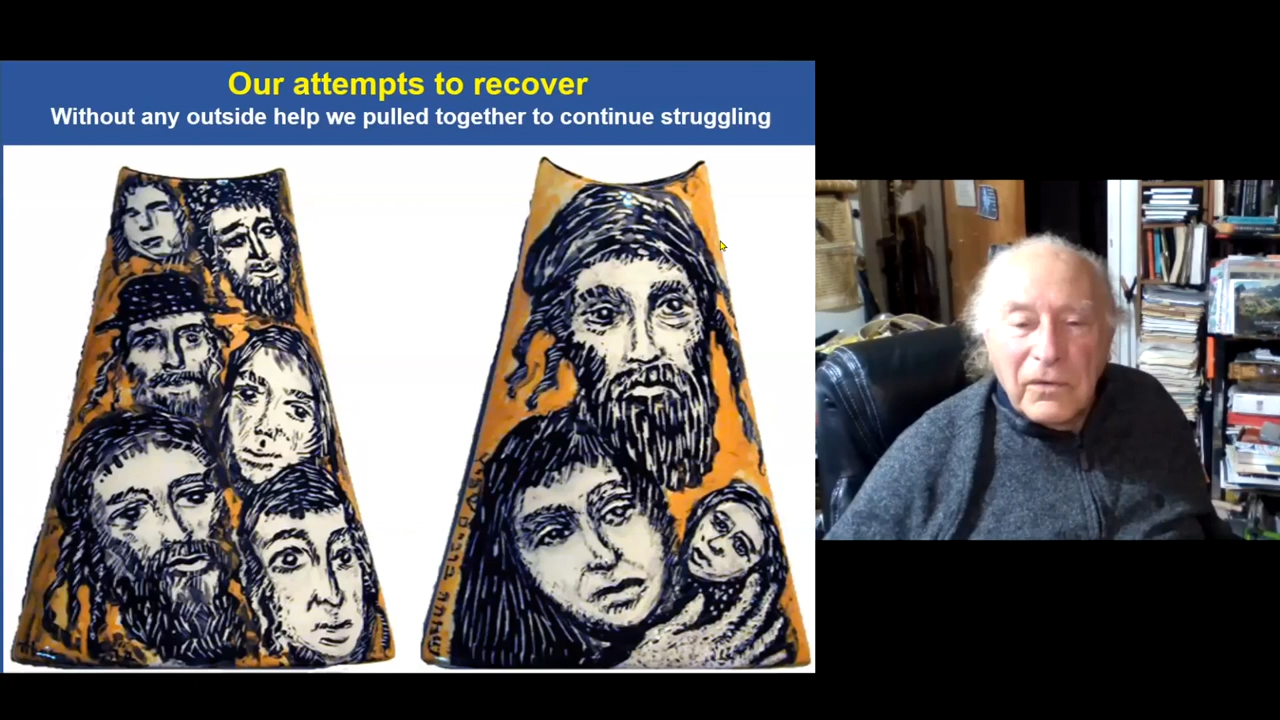 Our attempts to recover
Without any outside help we pulled together to continue struggling